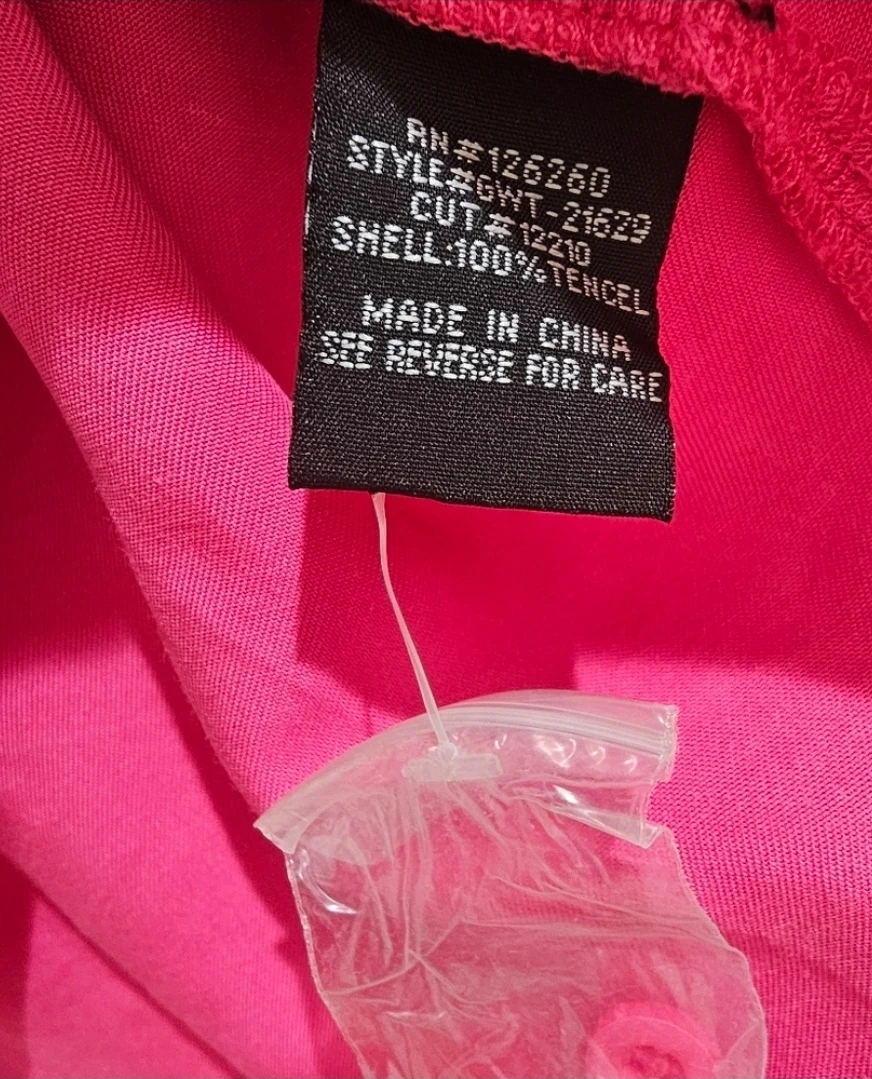 RN#126260
STYLE#GWT-21629
CUT#12210
SHELL:100%TENCEL
MADE IN CHINA
SEE REVERSE FOR CARE